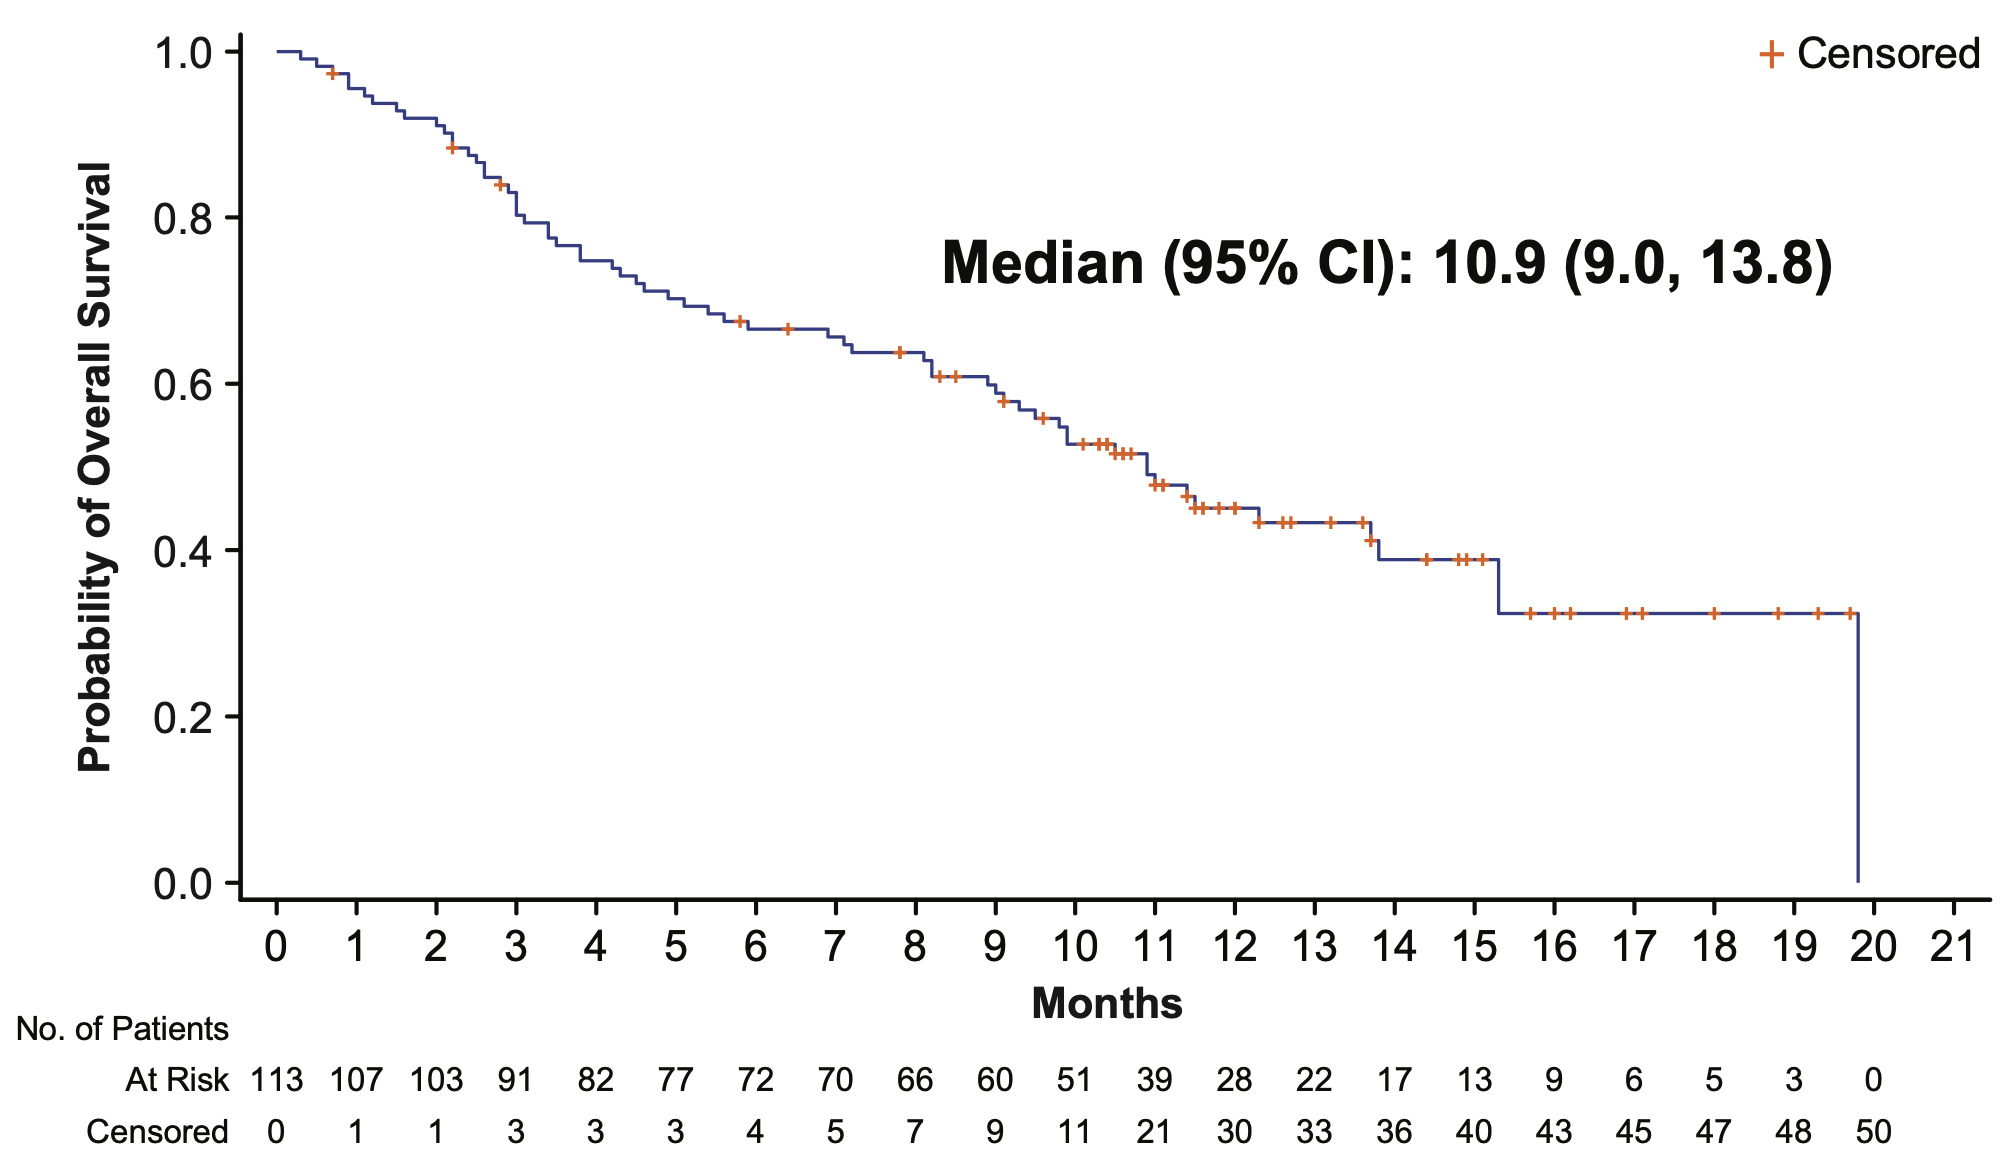 1.0
+ Censored
0.8
Median (95% CI): 10.9 (9.0, 13.8)
0.6
0.4
0.2
0.0
Probability of Overall Survival
0 1 2 3 4 5 6 7 8 9 10 11 12 13 14 15 16 17 18 19 20 21
Months
No. of Patients
At Risk 113 107 103 91 82 77 72 70 66 60 51 39 28 22 17 13 9 6 5 3 0
Censored 0 1 1 3 3 3 4 5 7 9 11 21 30 33 36 40 43 45 47 48 50